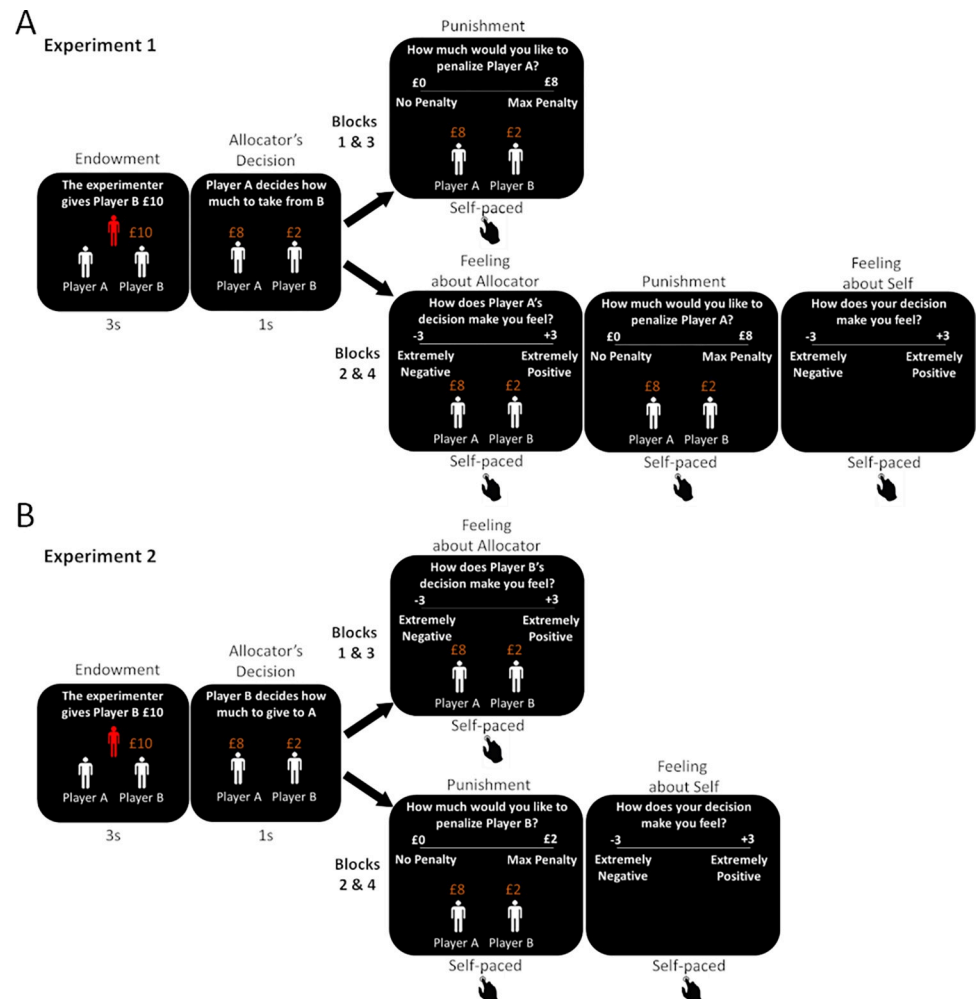 A
Experiment 1
Punishment
How much would you like to
penalize Player A?
£0 £8
No Penalty Max Penalty
£8 £2
Player A Player B
Self-paced
Blocks
1 & 3
Endowment
The experimenter
gives Player B £10
£10
Player A Player B
3s
Allocator's
Decision
Player A decides how
much to take from B
£8 £2
Player A Player B
1s
Blocks
2 & 4
Feeling
about Allocator
How does Player A's
decision make you feel?
-3 +3
Extremely Extremely
Negative Positive
£8 £2
Player A Player B
Self-paced
Punishment
How much would you like to
penalize Player A?
£0 £8
No Penalty Max Penalty
£8 £2
Player A Player B
Self-paced
Feeling
about Self
How does your decision
make you feel?
-3 +3
Extremely Extremely
Negative Positive
Self-paced
B
Experiment 2
Feeling
about Allocator
How does Player B's
decision make you feel?
-3 +3
Extremely Extremely
Negative Positive
£8 £2
Player A Player B
Self-paced
Blocks
1 & 3
Endowment
The experimenter
gives Player B £10
£10
Player A Player B
3s
Allocator's
Decision
Player B decides how
much to give to A
£8 £2
Player A Player B
1s
Blocks
2 & 4
Punishment
How much would you like to
penalize Player B?
£0 £2
No Penalty Max Penalty
£8 £2
Player A Player B
Self-paced
Feeling
about Self
How does your decision
make you feel?
-3 +3
Extremely Extremely
Negative Positive
Self-paced